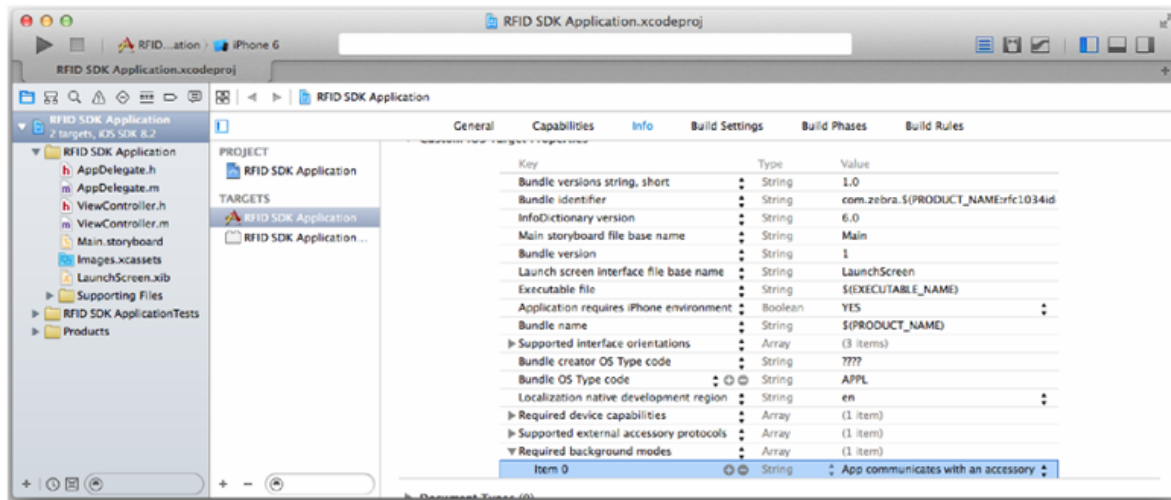 RFID SDK Application.xcodeproj
RFID...ation iPhone 6
RFID SDK Application.xcodeproj
RFID SDK Application
RFID SDK Application
2 targets, iOS SDK 8.2
RFID SDK Application
h AppDelegate.h
m AppDelegate.m
h ViewController.h
m ViewController.m
Main.storyboard
Images.xcassets
LaunchScreen.xib
Supporting Files
RFID SDK ApplicationTests
Products
PROJECT
RFID SDK Application
TARGETS
RFID SDK Application
RFID SDK Application...
General Capabilities Info Build Settings Build Phases Build Rules
Custom iOS Target Properties
Key Type Value
Bundle versions string, short String 1.0
Bundle identifier String com.zebra.$(PRODUCT_NAME:rfc1034id
InfoDictionary version String 6.0
Main storyboard file base name String Main
Bundle version String 1
Launch screen interface file base name String LaunchScreen
Executable file String $(EXECUTABLE_NAME)
Application requires iPhone environment Boolean YES
Bundle name String $(PRODUCT_NAME)
Supported interface orientations Array (3 items)
Bundle creator OS Type code String ????
Bundle OS Type code String APPL
Localization native development region String en
Required device capabilities Array (1 item)
Supported external accessory protocols Array (1 item)
Required background modes Array (1 item)
Item 0 String App communicates with an accessory
Document Types (0)